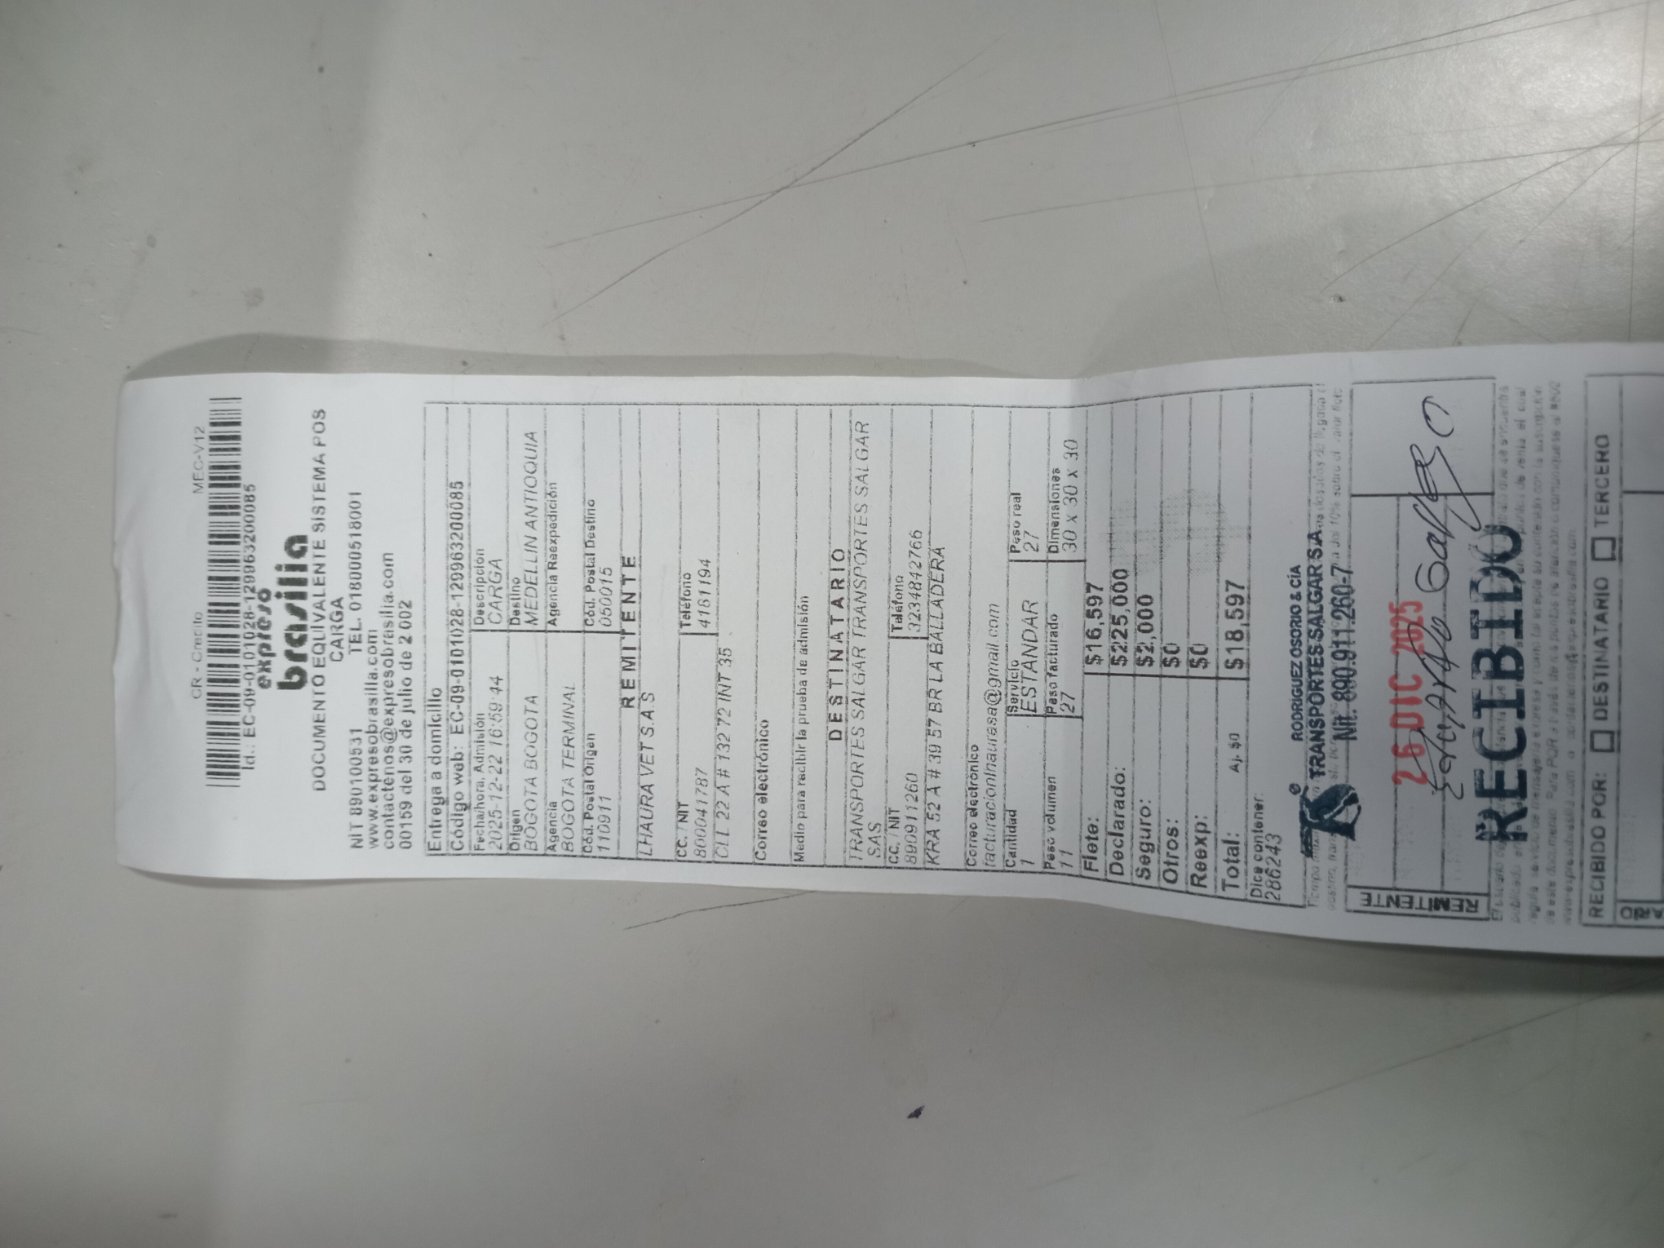 CR - Credito MEC-V12
Id.: EC-09-0101028-129963200085
expreso
brasilia
DOCUMENTO EQUIVALENTE SISTEMA POS
CARGA
NIT 8901100531 TEL. 018000518001
www.expresobrasilia.com
contactenos@expresobrasilia.com
00159 del 30 de julio de 2 002
Entrega a domicilio
Código web: EC-09-0101028-129963200085
Fecha/hora, Admisión Descripción
2025-12-22 16:59:44 CARGA
Origen Destino
BOGOTA BOGOTA MEDELLIN ANTIOQUIA
Agencia Agencia Reexpedición
BOGOTA TERMINAL
Cód. Postal Origen Cód. Postal Destino
110911 050015
REMITENTE
LHAURA VET S.A.S
CC. / NIT Teléfono
800041787 4161194
CLL 22 A # 132 72 INT 35
Correo electrónico
Medio para recibir la prueba de admisión
DESTINATARIO
TRANSPORTES SALGAR TRANSPORTES SALGAR
SAS
CC. / NIT Teléfono
890911260 3234842766
KRA 52 A # 39 57 BR LA BALLADERA
Correo electrónico
facturacionlhaurasa@gmail.com
Cantidad Servicio Peso real
1 ESTANDAR 27
Peso volumen Peso facturado Dimensiones
11 27 30 x 30 x 30
Flete: $16,597
Declarado: $225,000
Seguro: $2,000
Otros: $0
Reexp: $0
Total: Aj. $0 $18,597
Dice contener:
286243
RODRIGUEZ OSORIO & CÍA
TRANSPORTES SALGAR S.A.
Nit.: 890.911.260-7
26 DIC 2025
REMITENTE
RECIBIDO
RECIBIDO POR: DESTINATARIO TERCERO